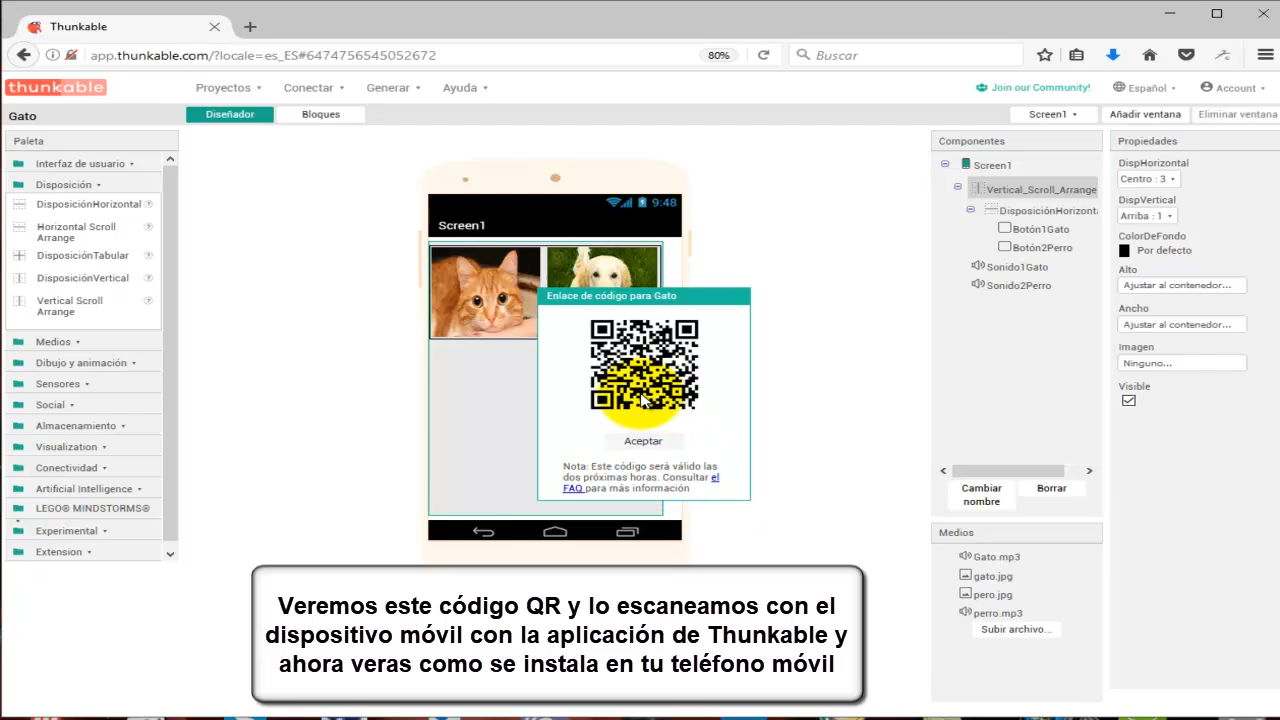 Thunkable
app.thunkable.com/?locale=es_ES#6474756545052672
80%
Buscar
thunkable
Proyectos
Conectar
Generar
Ayuda
Join our Community!
Español
Account
Gato
Diseñador
Bloques
Screen1
Añadir ventana
Eliminar ventana
Paleta
Interfaz de usuario
Disposición
DisposiciónHorizontal
Horizontal Scroll
Arrange
DisposiciónTabular
DisposiciónVertical
Vertical Scroll
Arrange
Medios
Dibujo y animación
Sensores
Social
Almacenamiento
Visualization
Conectividad
Artificial Intelligence
LEGO® MINDSTORMS®
Experimental
Extension
9:48
Screen1
Enlace de código para Gato
Aceptar
Nota: Este código será válido las
dos próximas horas. Consultar el
FAQ para más información
Veremos este código QR y lo escaneamos con el
dispositivo móvil con la aplicación de Thunkable y
ahora veras como se instala en tu teléfono móvil
Componentes
Screen1
Vertical_Scroll_Arrange
DisposiciónHorizont
Botón1Gato
Botón2Perro
Sonido1Gato
Sonido2Perro
Cambiar
nombre
Borrar
Medios
Gato.mp3
gato.jpg
pero.jpg
perro.mp3
Subir archivo...
Propiedades
DispHorizontal
Centro : 3
DispVertical
Arriba : 1
ColorDeFondo
Por defecto
Alto
Ajustar al contenedor...
Ancho
Ajustar al contenedor...
Imagen
Ninguno...
Visible